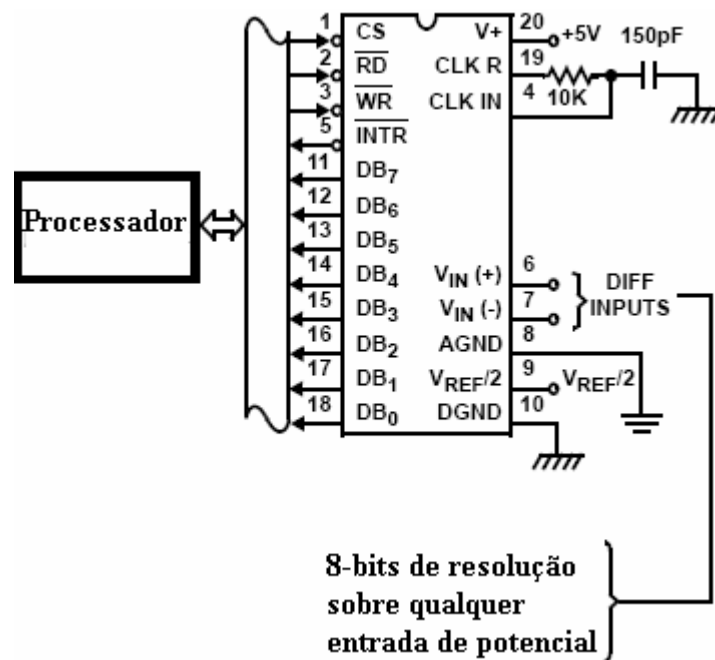 1 CS V+ 20 +5V 150pF
2 RD CLK R 19 10K
3 WR CLK IN 4
5 INTR
11 DB7
12 DB6
13 DB5
14 DB4 VIN (+) 6
15 DB3 VIN (-) 7
16 DB2 AGND 8
17 DB1 VREF/2 9 VREF/2
18 DB0 DGND 10
Processador
DIFF
INPUTS
8-bits de resolução
sobre qualquer
entrada de potencial